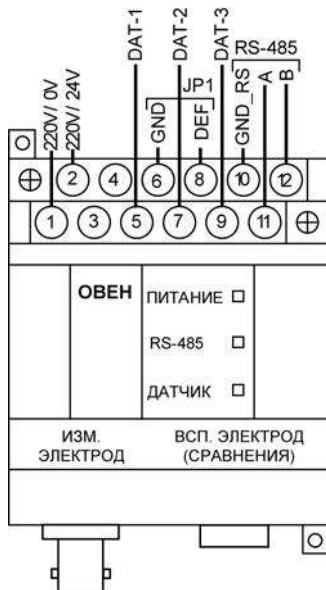 DAT-1
DAT-2
DAT-3
RS-485
JP1
220V/ 0V
220V/ 24V
GND
DEF
GND_RS
A
B
2
4
6
8
10
12
1
3
5
7
9
11
ОВЕН
ПИТАНИЕ
RS-485
ДАТЧИК
ИЗМ.
ЭЛЕКТРОД
ВСП. ЭЛЕКТРОД
(СРАВНЕНИЯ)